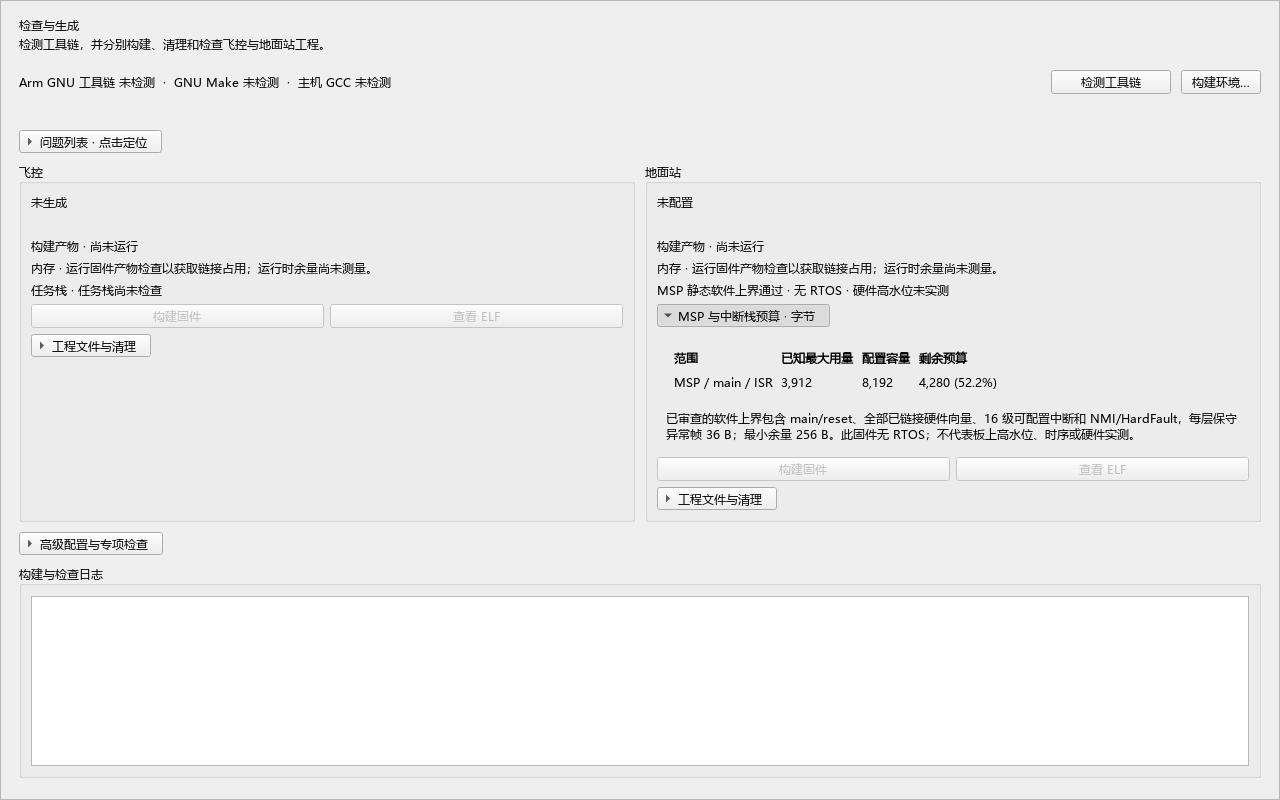 检查与生成
检测工具链，并分别构建、清理和检查飞控与地面站工程。
Arm GNU 工具链 未检测 · GNU Make 未检测 · 主机 GCC 未检测
检测工具链
构建环境...
问题列表 · 点击定位
飞控
未生成
构建产物 · 尚未运行
内存 · 运行固件产物检查以获取链接占用；运行时余量尚未测量。
任务栈 · 任务栈尚未检查
构建固件
查看 ELF
工程文件与清理
地面站
未配置
构建产物 · 尚未运行
内存 · 运行固件产物检查以获取链接占用；运行时余量尚未测量。
MSP 静态软件上界通过 · 无 RTOS · 硬件高水位未实测
MSP 与中断栈预算 · 字节
范围 已知最大用量 配置容量 剩余预算
MSP / main / ISR 3,912 8,192 4,280 (52.2%)
已审查的软件上界包含 main/reset、全部已链接硬件向量、16 级可配置中断和 NMI/HardFault，每层保守
异常帧 36 B；最小余量 256 B。此固件无 RTOS；不代表板上高水位、时序或硬件实测。
构建固件
查看 ELF
工程文件与清理
高级配置与专项检查
构建与检查日志